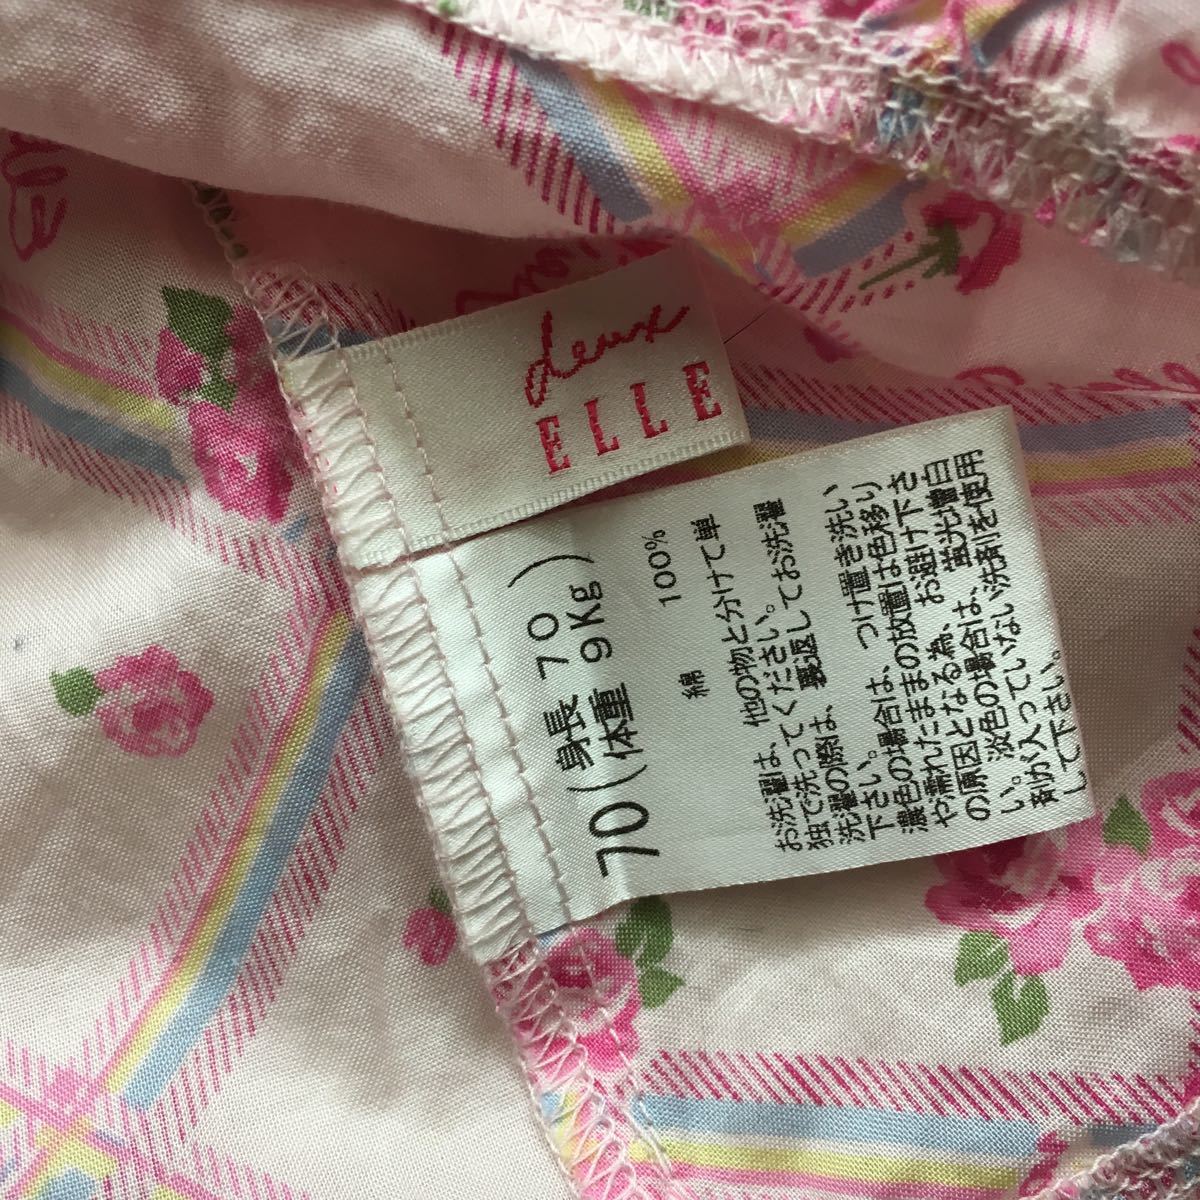 deux
ELLE
70(身長 70
体重 9Kg)
綿 100%
お洗濯は、他の物と分けて単
独で洗ってください。
洗濯の際は、裏返してお洗濯
下さい。
濃色の場合は、つけ置き洗い
や濡れたままの放置は色移り
の原因となる為、お避け下さ
い。淡色の場合は、蛍光増白
剤が入っていない洗剤を使用
して下さい。